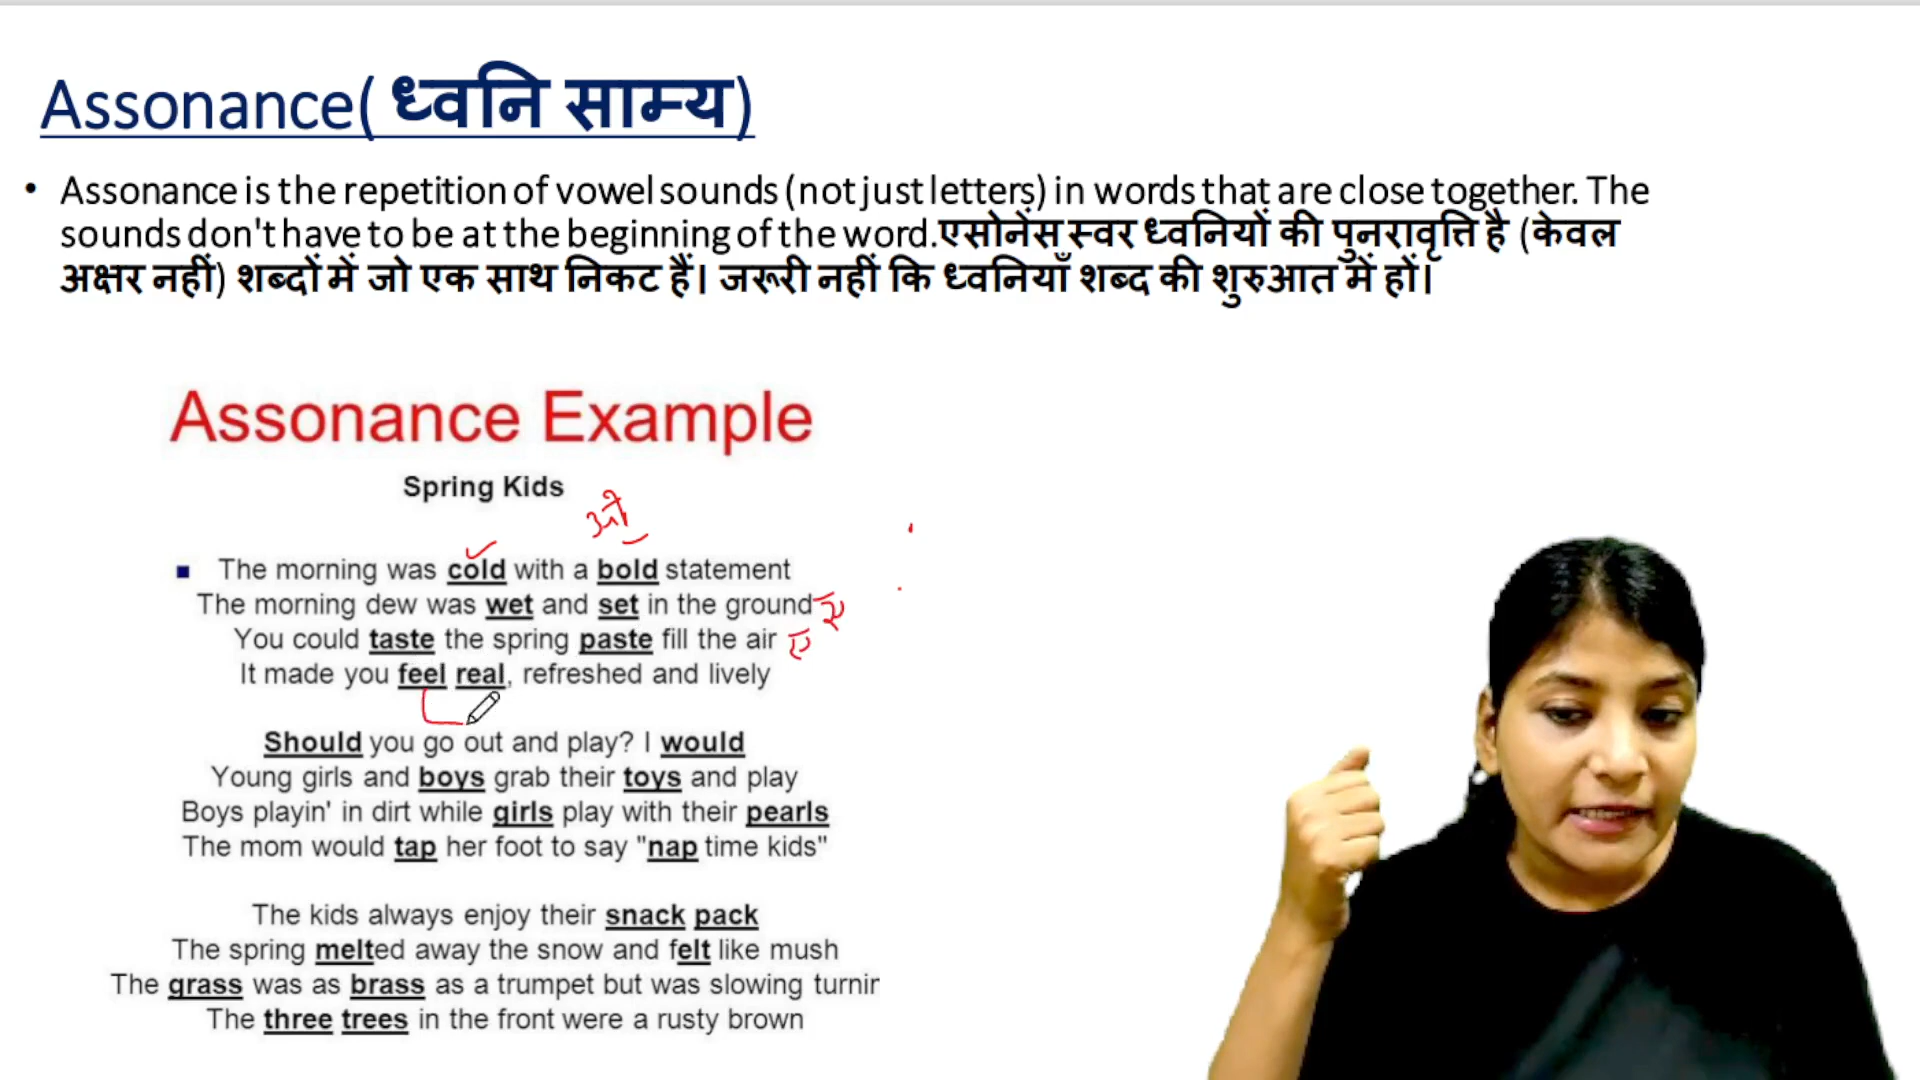 Assonance( ध्वनि साम्य)
• Assonance is the repetition of vowel sounds (not just letters) in words that are close together. The
sounds don't have to be at the beginning of the word.एसोनेंस स्वर ध्वनियों की पुनरावृत्ति है (केवल
अक्षर नहीं) शब्दों में जो एक साथ निकट हैं। जरूरी नहीं कि ध्वनियाँ शब्द की शुरुआत में हों।
Assonance Example
Spring Kids
ओ
The morning was cold with a bold statement
The morning dew was wet and set in the ground
You could taste the spring paste fill the air ए
It made you feel real, refreshed and lively
Should you go out and play? I would
Young girls and boys grab their toys and play
Boys playin' in dirt while girls play with their pearls
The mom would tap her foot to say "nap time kids"
The kids always enjoy their snack pack
The spring melted away the snow and felt like mush
The grass was as brass as a trumpet but was slowing turnir
The three trees in the front were a rusty brown